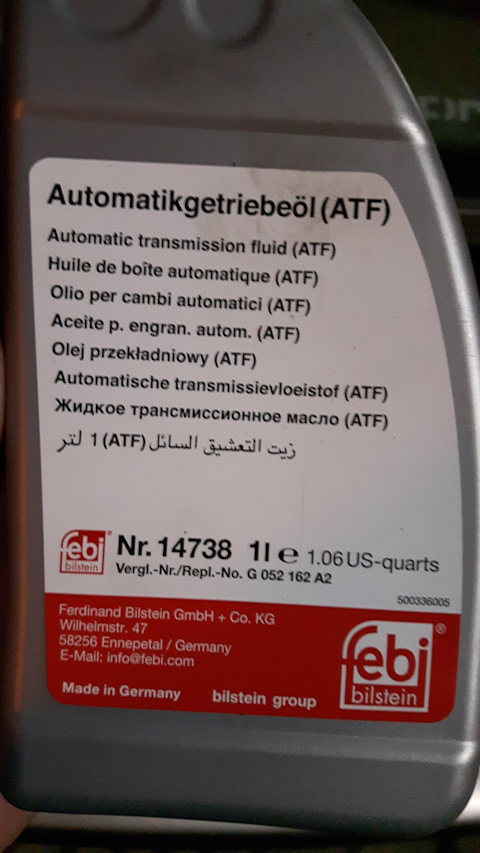 Automatikgetriebeöl (ATF)
Automatic transmission fluid (ATF)
Huile de boîte automatique (ATF)
Olio per cambi automatici (ATF)
Aceite p. engran. autom. (ATF)
Olej przekładniowy (ATF)
Automatische transmissievloeistof (ATF)
Жидкое трансмиссионное масло (ATF)
زيت التعشيق السائل (ATF) 1 لتر
febi® bilstein
Nr. 14738 1l e 1.06 US-quarts
Vergl.-Nr./Repl.-No. G 052 162 A2
500336005
Ferdinand Bilstein GmbH + Co. KG
Wilhelmstr. 47
58256 Ennepetal / Germany
E-Mail: info@febi.com
Made in Germany bilstein group
febi®
bilstein